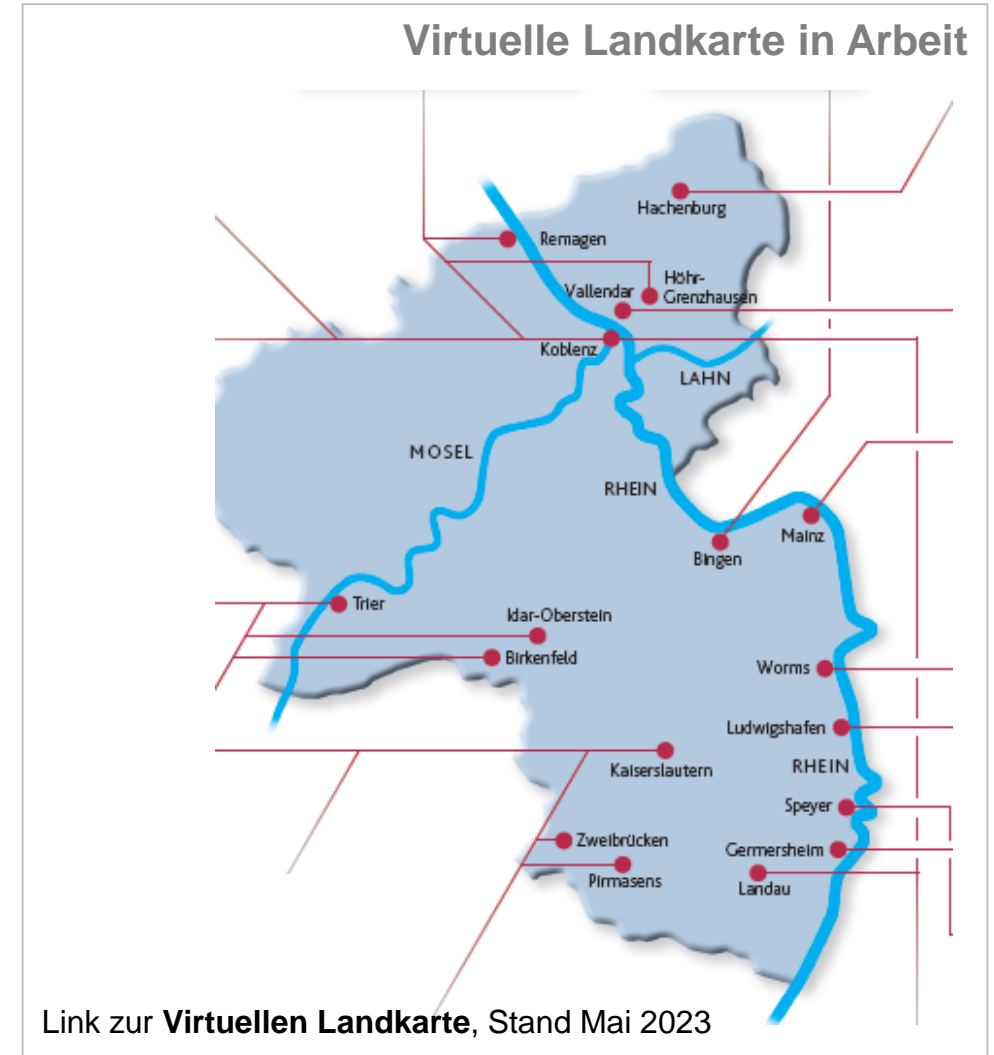 Virtuelle Landkarte in Arbeit
Hachenburg
Remagen
Höhr-
Grenzhausen
Vallendar
Koblenz
LAHN
MOSEL
RHEIN
Mainz
Bingen
Trier
Idar-Oberstein
Birkenfeld
Worms
Ludwigshafen
Kaiserslautern
RHEIN
Speyer
Zweibrücken
Germersheim
Pirmasens
Landau
Link zur Virtuellen Landkarte, Stand Mai 2023